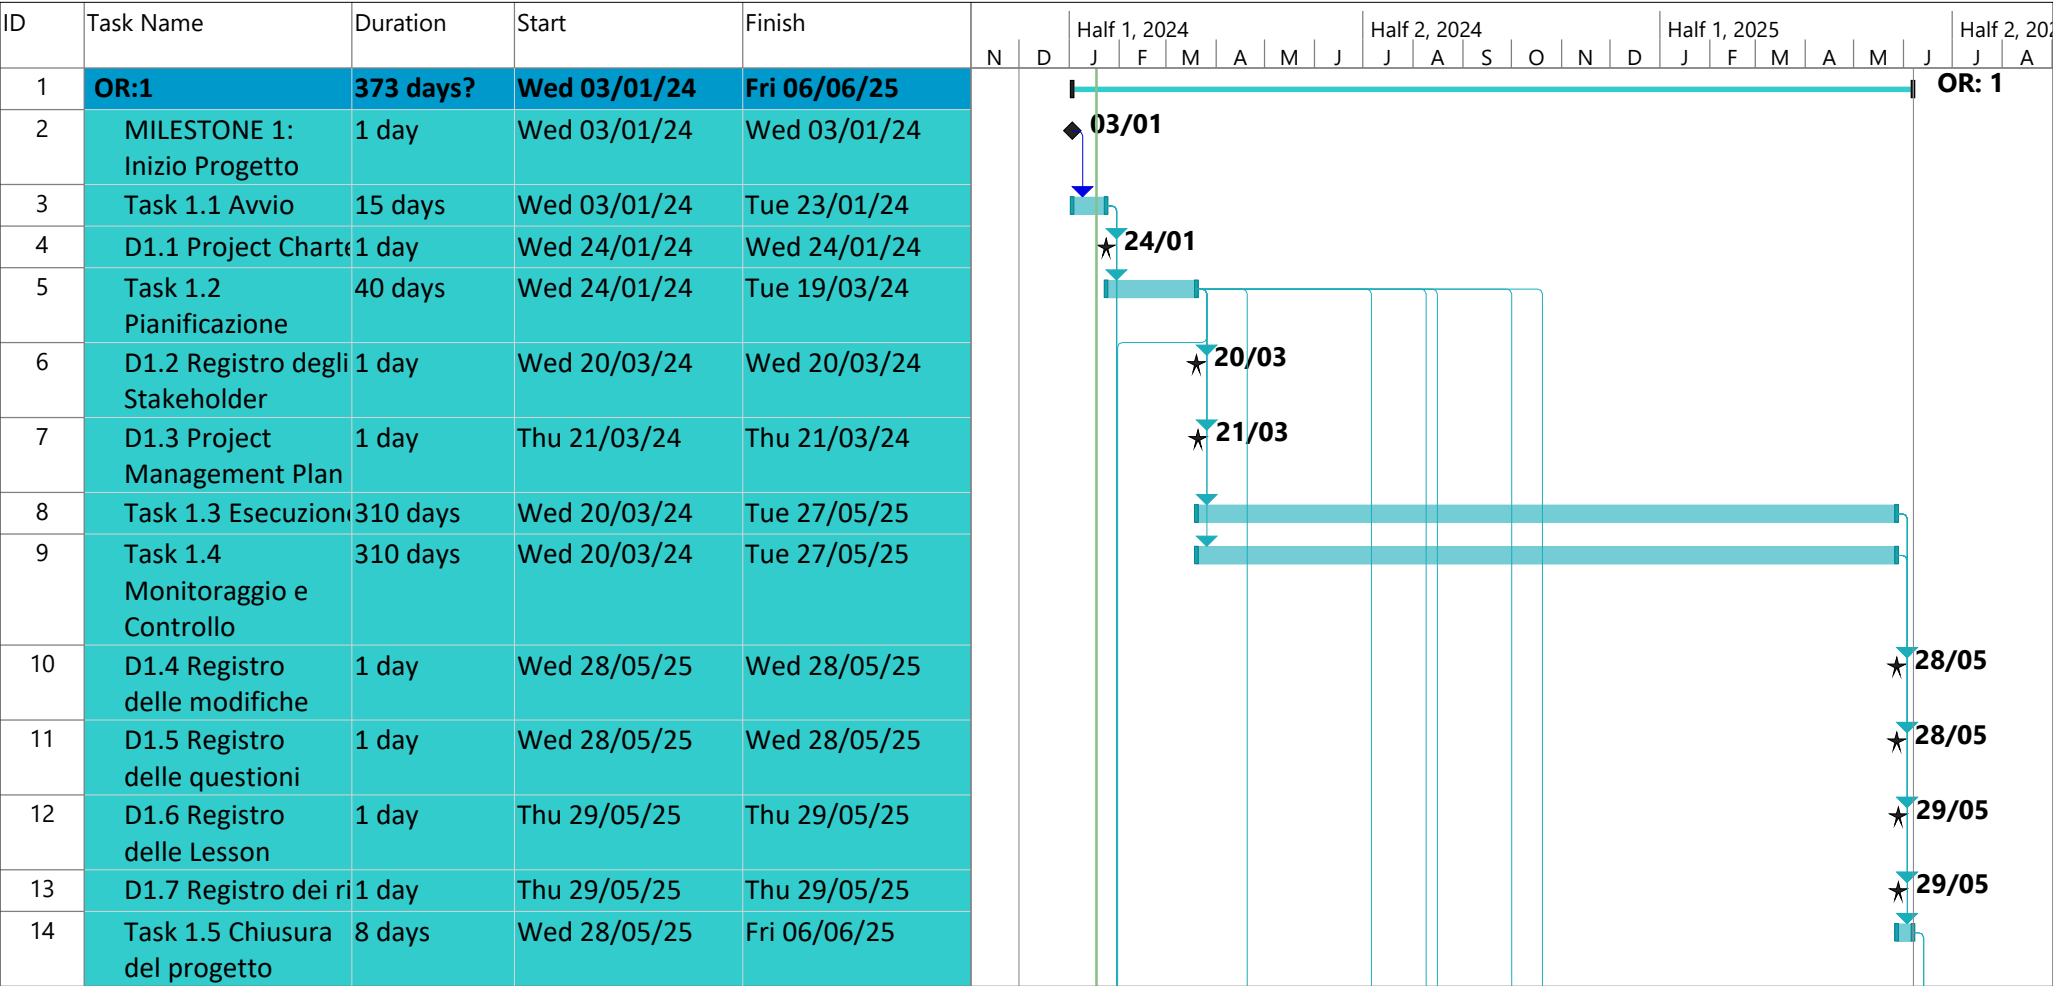 ID Task Name Duration Start Finish
Half 1, 2024 Half 2, 2024 Half 1, 2025 Half 2,
N D J F M A M J J A S O N D J F M A M J J A
1 OR:1 373 days? Wed 03/01/24 Fri 06/06/25 OR: 1
2 MILESTONE 1: 1 day Wed 03/01/24 Wed 03/01/24 03/01
Inizio Progetto
3 Task 1.1 Avvio 15 days Wed 03/01/24 Tue 23/01/24
4 D1.1 Project Charte 1 day Wed 24/01/24 Wed 24/01/24 24/01
5 Task 1.2 40 days Wed 24/01/24 Tue 19/03/24
Pianificazione
6 D1.2 Registro degli 1 day Wed 20/03/24 Wed 20/03/24 20/03
Stakeholder
7 D1.3 Project 1 day Thu 21/03/24 Thu 21/03/24 21/03
Management Plan
8 Task 1.3 Esecuzione 310 days Wed 20/03/24 Tue 27/05/25
9 Task 1.4 310 days Wed 20/03/24 Tue 27/05/25
Monitoraggio e
Controllo
10 D1.4 Registro 1 day Wed 28/05/25 Wed 28/05/25 28/05
delle modifiche
11 D1.5 Registro 1 day Wed 28/05/25 Wed 28/05/25 28/05
delle questioni
12 D1.6 Registro 1 day Thu 29/05/25 Thu 29/05/25 29/05
delle Lesson
13 D1.7 Registro dei ri 1 day Thu 29/05/25 Thu 29/05/25 29/05
14 Task 1.5 Chiusura 8 days Wed 28/05/25 Fri 06/06/25
del progetto